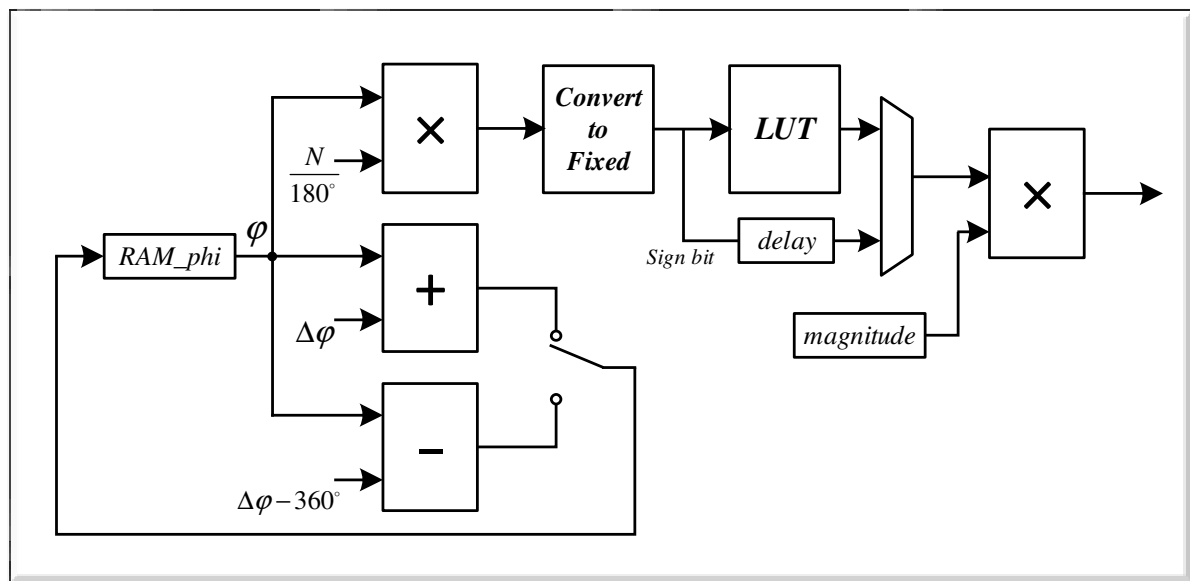 ×
Convert
to
Fixed
LUT
×
N
180°
φ
RAM_phi
Sign bit
delay
+
Δφ
magnitude
−
Δφ−360°